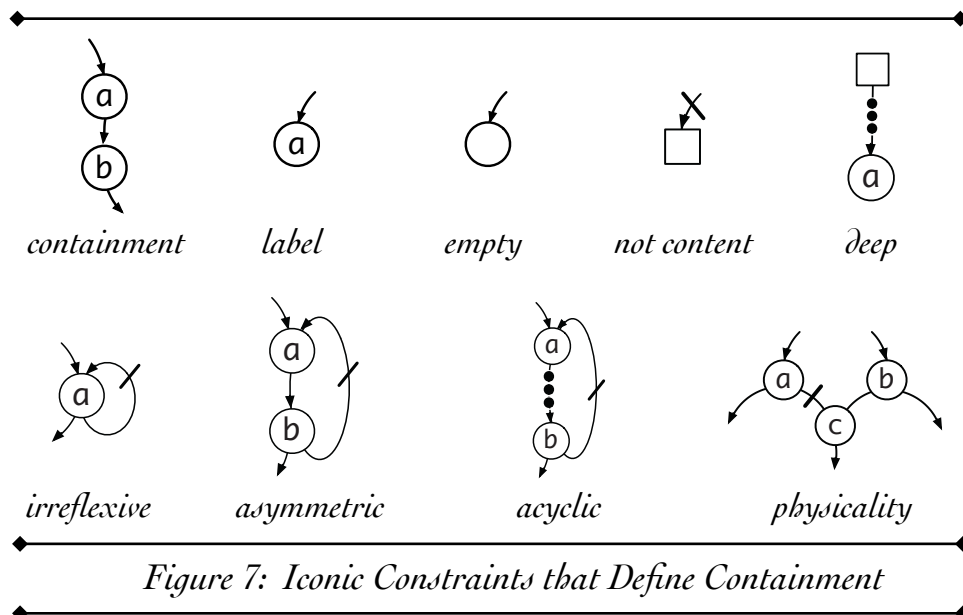 a
b
a
a
containment label empty not content deep
a
a
b
a
b
a
b
c
irreflexive asymmetric acyclic physicality
Figure 7: Iconic Constraints that Define Containment